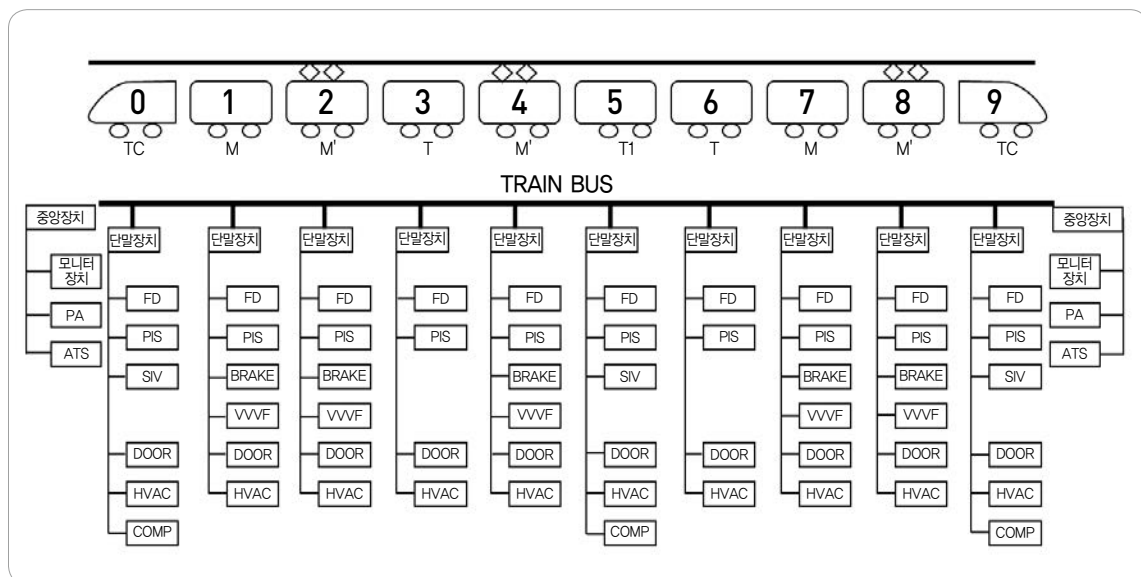 0 1 2 3 4 5 6 7 8 9
TC M M' T M' T1 T M M' TC
TRAIN BUS
중앙장치 중앙장치
단말장치 단말장치 단말장치 단말장치 단말장치 단말장치 단말장치 단말장치 단말장치 단말장치
모니터 모니터
장치 장치
FD FD FD FD FD FD FD FD FD FD
PA PA
PIS PIS PIS PIS PIS PIS PIS PIS PIS PIS
ATS ATS
SIV BRAKE BRAKE BRAKE SIV BRAKE BRAKE SIV
VVVF VVVF VVVF VVVF VVVF
DOOR DOOR DOOR DOOR DOOR DOOR DOOR DOOR DOOR DOOR
HVAC HVAC HVAC HVAC HVAC HVAC HVAC HVAC HVAC HVAC
COMP COMP COMP